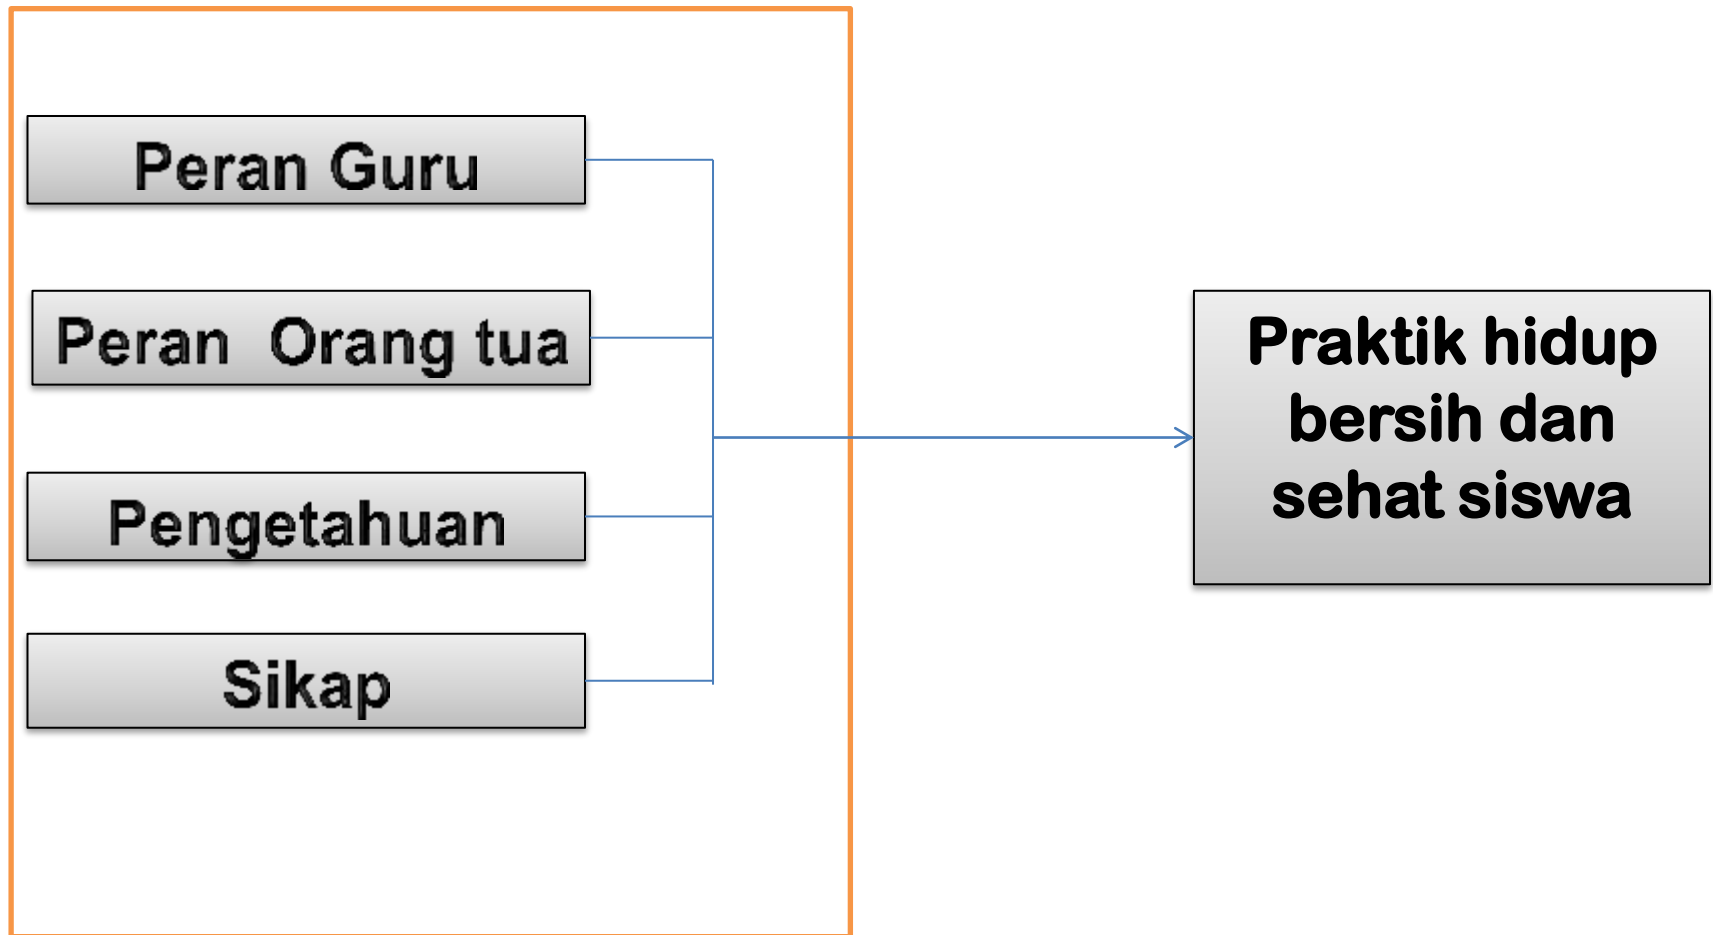 Peran Guru
Peran Orang tua
Pengetahuan
Sikap
Praktik hidup
bersih dan
sehat siswa